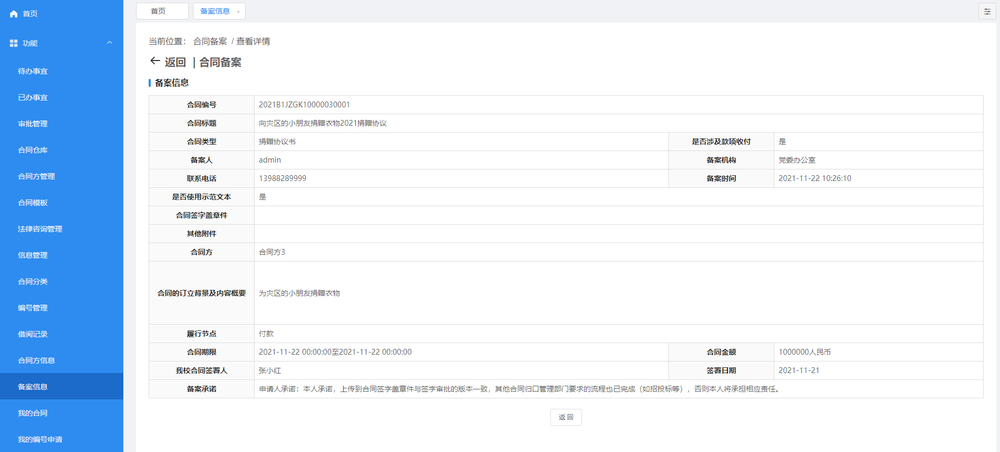 首页
功能
待办事宜
已办事宜
审批管理
合同仓库
合同方管理
合同模板
法律咨询管理
信息管理
合同分类
编号管理
借阅记录
合同方信息
备案信息
我的合同
我的编号申请
首页 备案信息 ×
当前位置： 合同备案 / 查看详情
← 返回 | 合同备案
备案信息
合同编号 2021B1JZGK10000030001
合同标题 向灾区的小朋友捐赠衣物2021捐赠协议
合同类型 捐赠协议书 是否涉及款项收付 是
备案人 admin 备案机构 党委办公室
联系电话 13988289999 备案时间 2021-11-22 10:26:10
是否使用示范文本 是
合同签字盖章件
其他附件
合同方 合同方3
合同的订立背景及内容概要 为灾区的小朋友捐赠衣物
履行节点 付款
合同期限 2021-11-22 00:00:00至2021-11-22 00:00:00 合同金额 1000000人民币
我校合同签署人 张小红 签署日期 2021-11-21
备案承诺 申请人承诺：本人承诺，上传到合同签字盖章件与签字审批的版本一致，其他合同归口管理部门要求的流程也已完成（如招投标等），否则本人将承担相应责任。
返 回